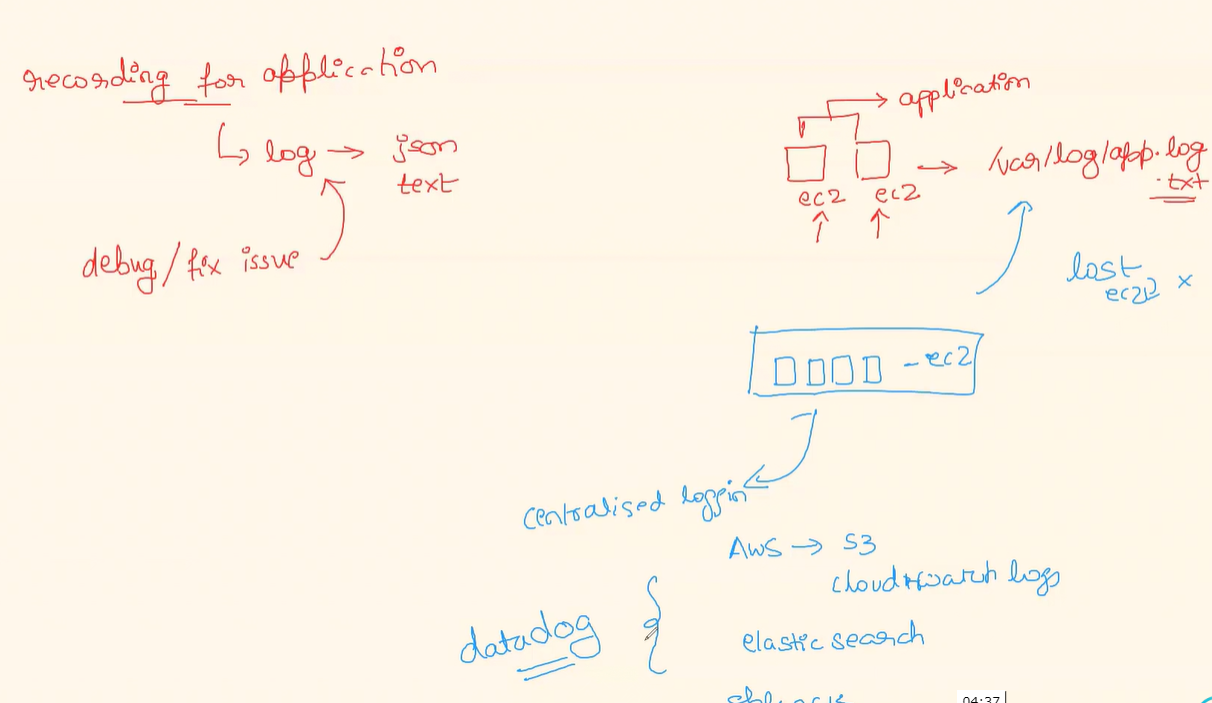 recording for application
log → json
text
debug/fix issue
application
ec2 ec2
→ /var/log/app.log
.txt
lost
ec2 x
-ec2
centralised loggin
AWS → S3
cloudwatch logs
datadog
elastic search
04:37